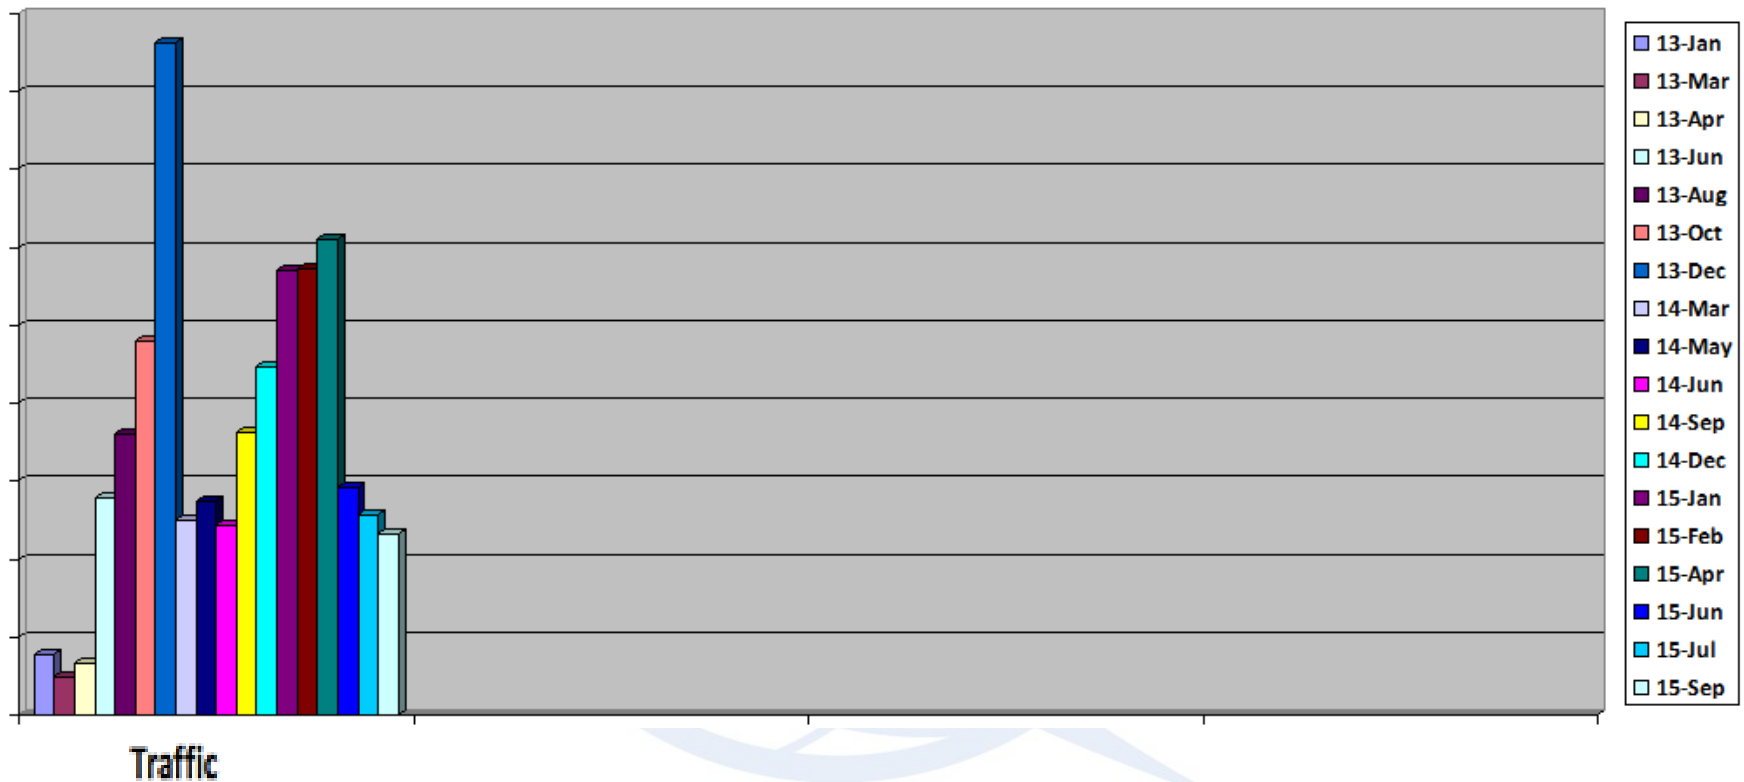 13-Jan
13-Mar
13-Apr
13-Jun
13-Aug
13-Oct
13-Dec
14-Mar
14-May
14-Jun
14-Sep
14-Dec
15-Jan
15-Feb
15-Apr
15-Jun
15-Jul
15-Sep
Traffic